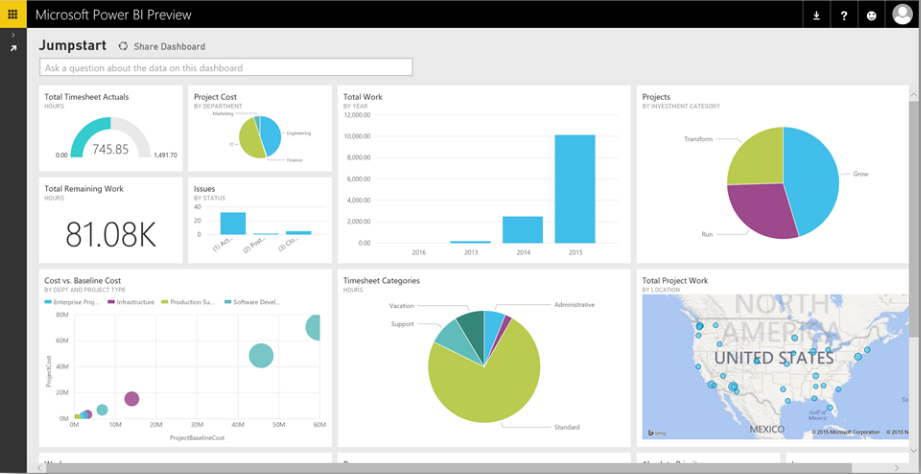 Microsoft Power BI Preview
?
Jumpstart
Share Dashboard
Ask a question about the data on this dashboard
Total Timesheet Actuals
HOURS
0.00
745.85
1,491.70
Project Cost
BY DEPARTMENT
Marketing
Engineering
IT
Finance
Total Work
BY YEAR
12,000.00
10,000.00
8,000.00
6,000.00
4,000.00
2,000.00
0.00
2016
2013
2014
2015
Projects
BY INVESTMENT CATEGORY
Transform
Grow
Run
Total Remaining Work
HOURS
81.08K
Issues
BY STATUS
40
20
0
(1) Act...
(2) Post...
(3) Clo...
Cost vs. Baseline Cost
BY DEPT AND PROJECT TYPE
Enterprise Proj...
Infrastructure
Production Su...
Software Devel...
ProjectCost
80M
60M
40M
20M
0M
0M
10M
20M
30M
40M
50M
60M
ProjectBaselineCost
Timesheet Categories
HOURS
Vacation
Administrative
Support
Standard
Total Project Work
BY LOCATION
NORTH
AMERICA
UNITED STATES
Gulf of
Mexico
MEXICO
bing
© 2015 Microsoft Corporation
© 2015 N